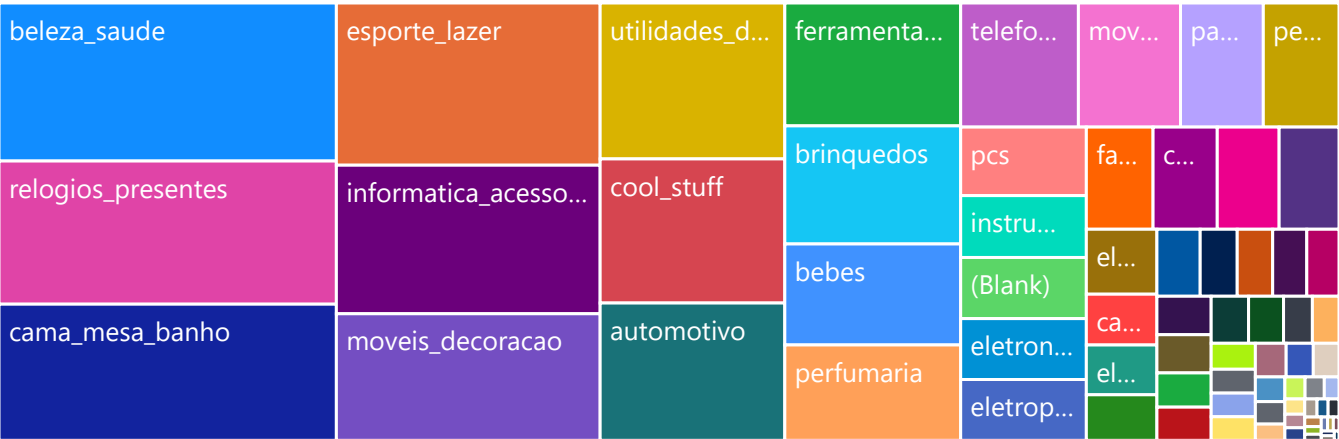 beleza_saude
relogios_presentes
cama_mesa_banho
esporte_lazer
informatica_acesso...
moveis_decoracao
utilidades_d...
cool_stuff
automotivo
ferramenta...
brinquedos
bebes
perfumaria
telefo...
mov...
pa...
pe...
pcs
instru...
(Blank)
eletron...
eletrop...
fa...
c...
el...
ca...
el...